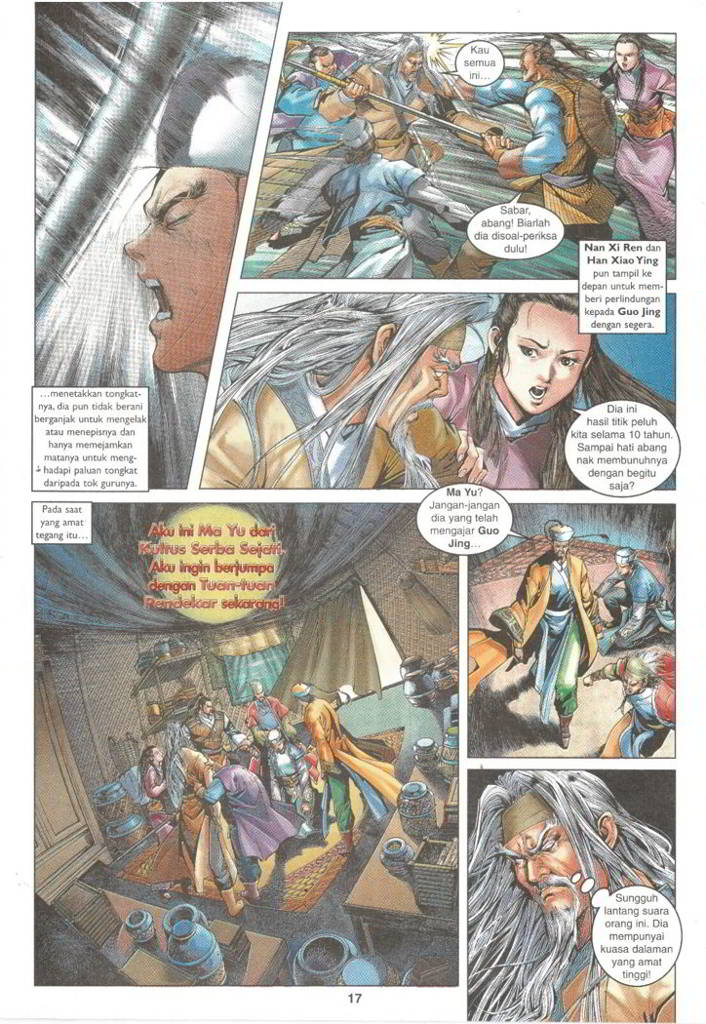 Kau
semua
ini...
Sabar,
abang! Biarlah
dia disoal-periksa
dulu!
Nan Xi Ren dan
Han Xiao Ying
pun tampil ke
depan untuk mem-
beri perlindungan
kepada Guo Jing
dengan segera.
...menetakkan tongkat-
nya, dia pun tidak berani
berganjak untuk mengelak
atau menepisnya dan
hanya memejamkan
matanya untuk meng-
hadapi paluan tongkat
daripada tok gurunya.
Dia ini
hasil titik peluh
kita selama 10 tahun.
Sampai hati abang
nak membunuhnya
dengan begitu
saja?
Pada saat
yang amat
tegang itu...
Aku ini Ma Yu dari
Kultus Serba Sejati.
Aku ingin berjumpa
dengan Tuan-tuan
Pendekar sekarang!
Ma Yu?
Jangan-jangan
dia yang telah
mengajar Guo
Jing...
Sungguh
lantang suara
orang ini. Dia
mempunyai
kuasa dalaman
yang amat
tinggi!
17